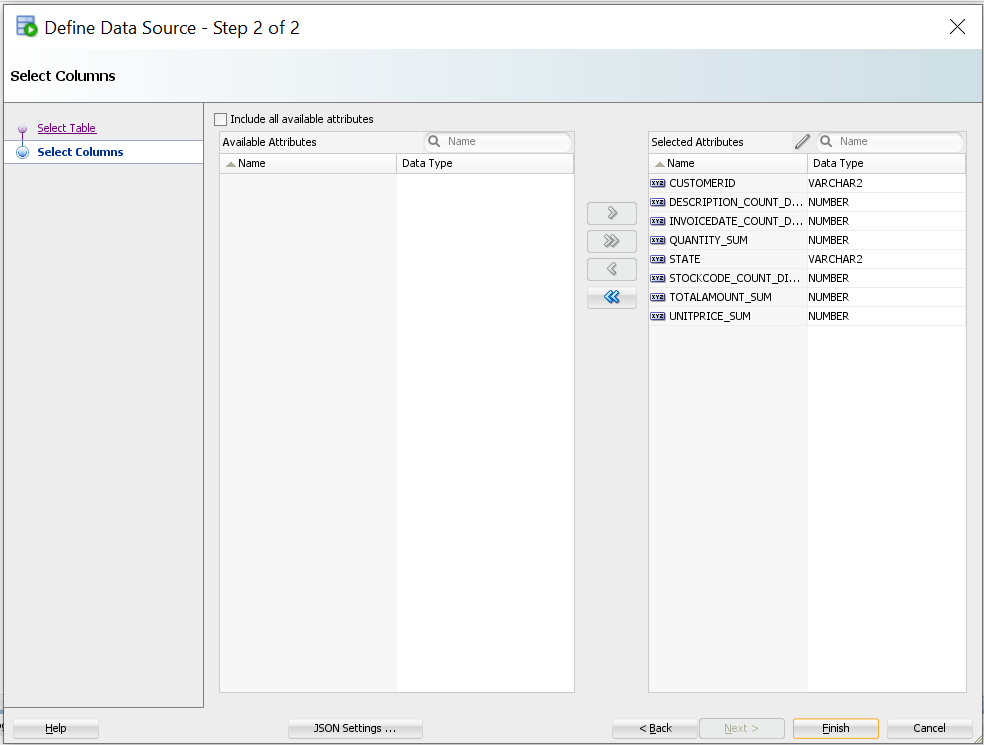 Define Data Source - Step 2 of 2
Select Columns
Select Table
Select Columns
Include all available attributes
Available Attributes Name
Name Data Type
Selected Attributes Name
Name Data Type
CUSTOMERID VARCHAR2
DESCRIPTION_COUNT_D... NUMBER
INVOICEDATE_COUNT_D... NUMBER
QUANTITY_SUM NUMBER
STATE VARCHAR2
STOCKCODE_COUNT_DI... NUMBER
TOTALAMOUNT_SUM NUMBER
UNITPRICE_SUM NUMBER
Help JSON Settings ... < Back Next > Finish Cancel